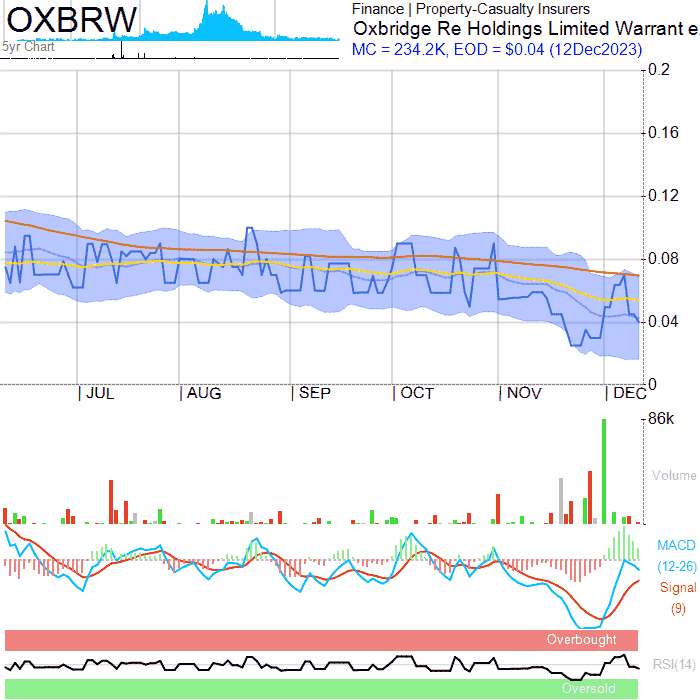 OXBRW
5yr Chart
Finance | Property-Casualty Insurers
Oxbridge Re Holdings Limited Warrant e
MC = 234.2K, EOD = $0.04 (12Dec2023)
0.2
0.16
0.12
0.08
0.04
0
JUL AUG SEP OCT NOV DEC
86k
Volume
MACD
(12-26)
Signal
(9)
Overbought
RSI(14)
Oversold